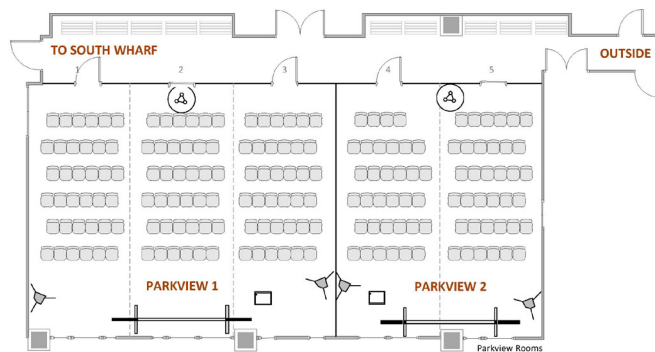 TO SOUTH WHARF
OUTSIDE
1 2 3 4 5
PARKVIEW 1
PARKVIEW 2
Parkview Rooms